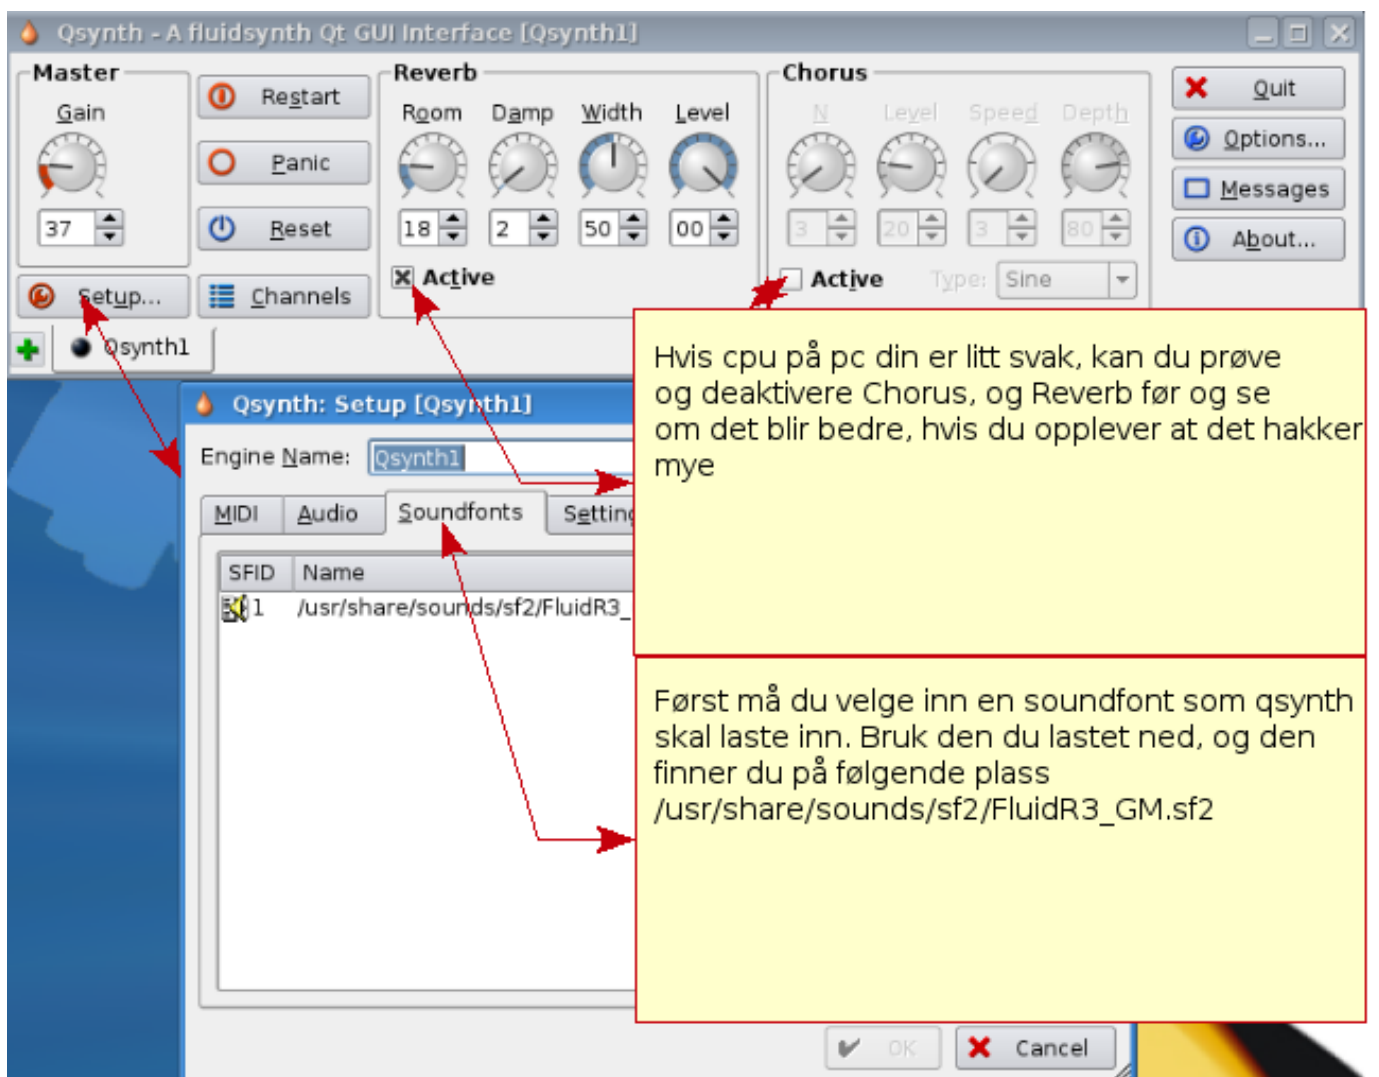 Qsynth - A fluidsynth Qt GUI Interface [Qsynth1]
Master
Gain
37
Setup...
Restart
Panic
Reset
Channels
Reverb
Room Damp Width Level
18 2 50 00
Active
Chorus
N Level Speed Depth
3 20 3 80
Active Type: Sine
Quit
Options...
Messages
About...
Qsynth1
Hvis cpu på pc din er litt svak, kan du prøve
og deaktivere Chorus, og Reverb før og se
om det blir bedre, hvis du opplever at det hakker
mye
Qsynth: Setup [Qsynth1]
Engine Name: Qsynth1
MIDI Audio Soundfonts
SFID Name
1 /usr/share/sounds/sf2/FluidR3_
Først må du velge inn en soundfont som qsynth
skal laste inn. Bruk den du lastet ned, og den
finner du på følgende plass
/usr/share/sounds/sf2/FluidR3_GM.sf2
OK Cancel